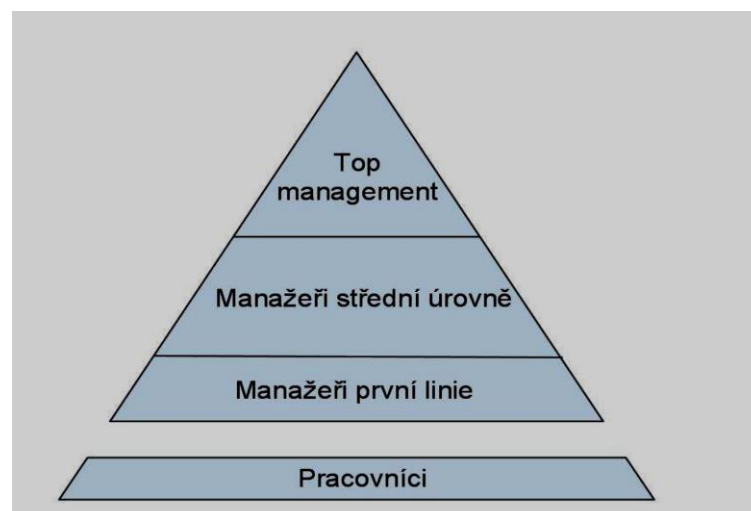 Top
management
Manažeři střední úrovně
Manažeři první linie
Pracovníci